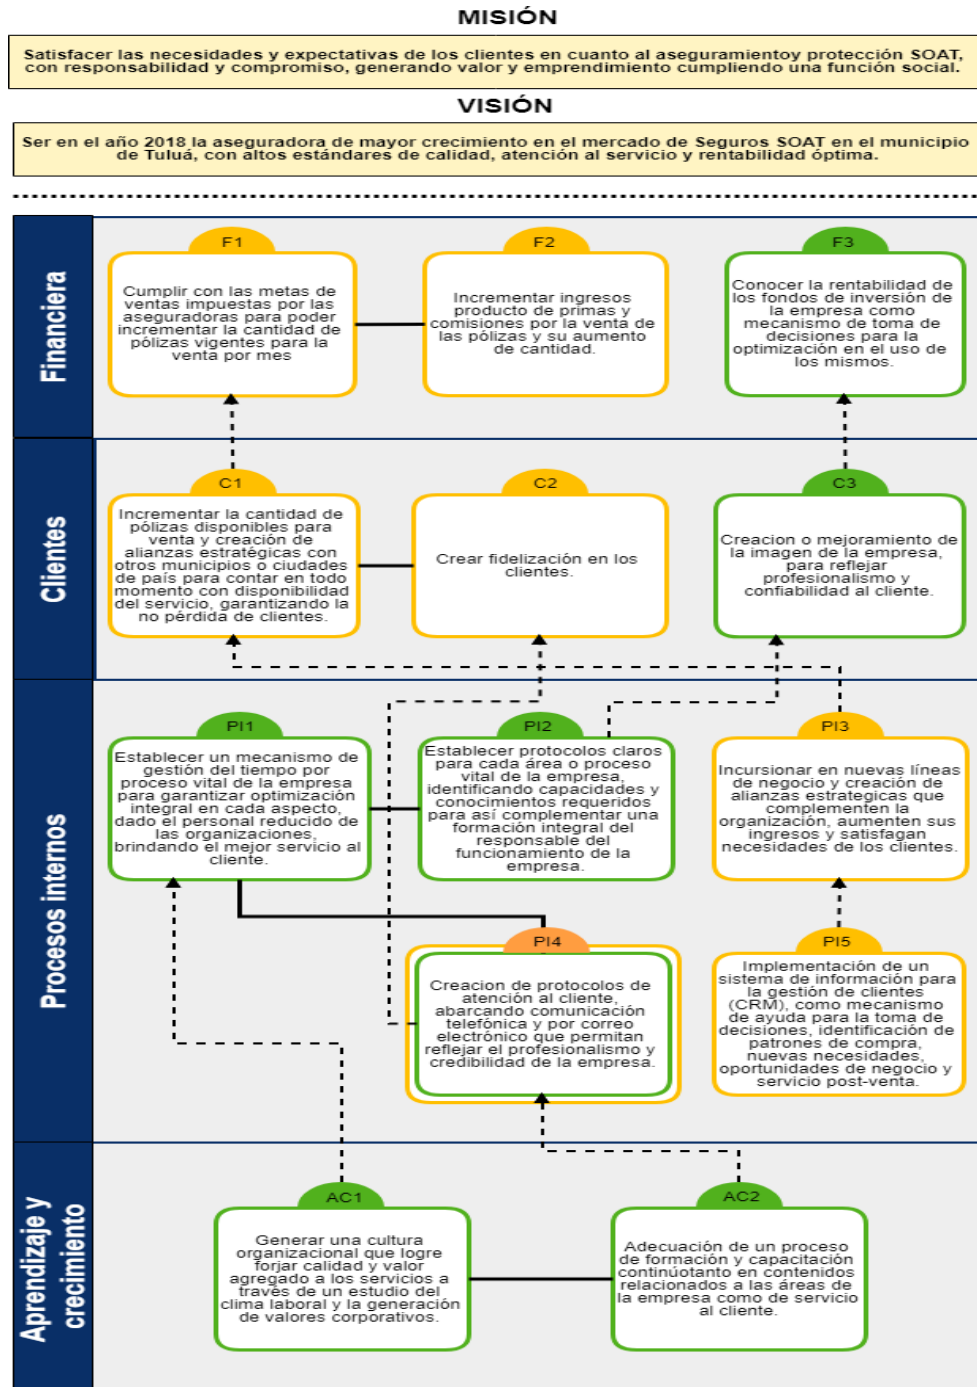 MISIÓN
Satisfacer las necesidades y expectativas de los clientes en cuanto al aseguramientoy protección SOAT,
con responsabilidad y compromiso, generando valor y emprendimiento cumpliendo una función social.
VISIÓN
Ser en el año 2018 la aseguradora de mayor crecimiento en el mercado de Seguros SOAT en el municipio
de Tuluá, con altos estándares de calidad, atención al servicio y rentabilidad óptima.
Financiera
F1
Cumplir con las metas de
ventas impuestas por las
aseguradoras para poder
incrementar la cantidad de
pólizas vigentes para la
venta por mes
F2
Incrementar ingresos
producto de primas y
comisiones por la venta de
las pólizas y su aumento
de cantidad.
F3
Conocer la rentabilidad de
los fondos de inversión de
la empresa como
mecanismo de toma de
decisiones para la
optimización en el uso de
los mismos.
Clientes
C1
Incrementar la cantidad de
pólizas disponibles para
venta y creación de
alianzas estratégicas con
otros municipios o ciudades
de país para contar en todo
momento con disponibilidad
del servicio, garantizando la
no pérdida de clientes.
C2
Crear fidelización en los
clientes.
C3
Creacion o mejoramiento
de la imagen de la empresa,
para reflejar
profesionalismo y
confiabilidad al cliente.
Procesos internos
PI1
Establecer un mecanismo de
gestión del tiempo por
proceso vital de la empresa
para garantizar optimización
integral en cada aspecto,
dado el personal reducido de
las organizaciones,
brindando el mejor servicio al
cliente.
PI2
Establecer protocolos claros
para cada área o proceso
vital de la empresa,
identificando capacidades y
conocimientos requeridos
para así complementar una
formación integral del
responsable del
funcionamiento de la
empresa.
PI3
Incursionar en nuevas líneas
de negocio y creación de
alianzas estrategicas que
complementen la
organización, aumenten sus
ingresos y satisfagan
necesidades de los clientes.
PI4
Creacion de protocolos de
atención al cliente,
abarcando comunicación
telefónica y por correo
electrónico que permitan
reflejar el profesionalismo y
credibilidad de la empresa.
PI5
Implementación de un
sistema de información para
la gestión de clientes
(CRM), como mecanismo
de ayuda para la toma de
decisiones, identificación de
patrones de compra,
nuevas necesidades,
oportunidades de negocio y
servicio post-venta.
Aprendizaje y
crecimiento
AC1
Generar una cultura
organizacional que logre
forjar calidad y valor
agregado a los servicios a
través de un estudio del
clima laboral y la generación
de valores corporativos.
AC2
Adecuación de un proceso
de formación y capacitación
continúotanto en contenidos
relacionados a las áreas de
la empresa como de servicio
al cliente.